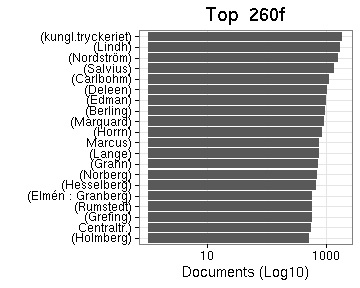 Top 260f
(kungl.tryckeriet)
(Lindh)
(Nordström)
(Salvius)
(Carlbohm)
(Deleen)
(Edman)
(Berling)
(Marquard)
(Horrn)
Marcus)
(Lange)
(Grahn)
(Norberg)
(Hesselberg)
(Elmén : Granberg)
(Rumstedt)
(Grefing)
Centraltr.)
(Holmberg)
10 1000
Documents (Log10)